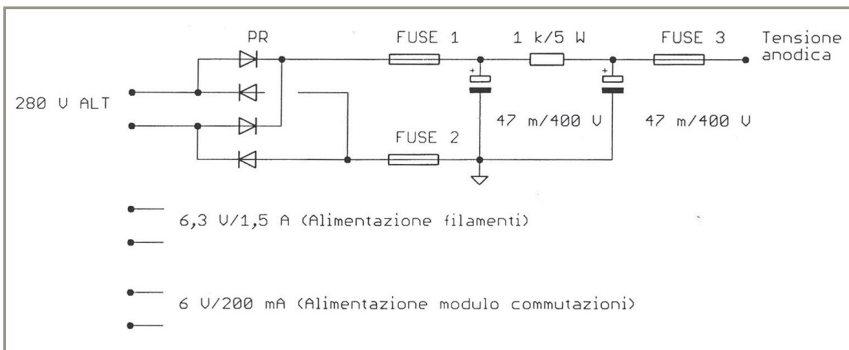 PR
FUSE 1
1 k/5 W
FUSE 3
Tensione
anodica
280 V ALT
+
+
47 m/400 V
47 m/400 V
FUSE 2
6,3 V/1,5 A (Alimentazione filamenti)
6 V/200 mA (Alimentazione modulo commutazioni)